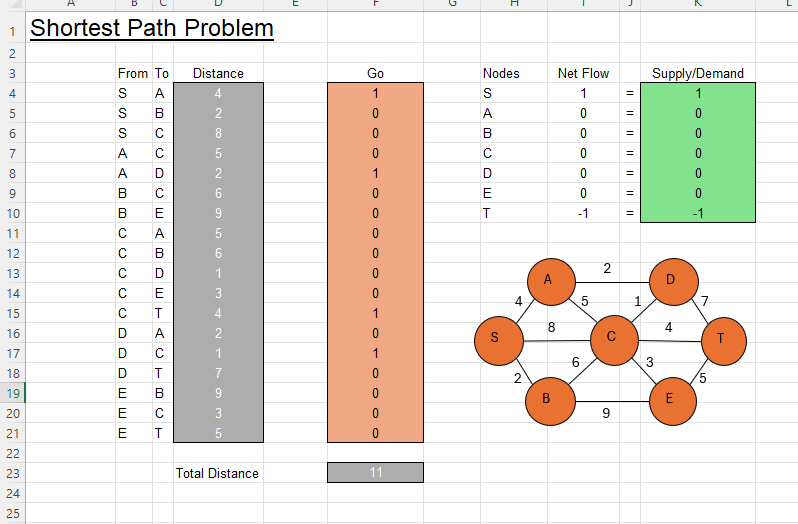 A B C D E F G H I J K L
1 Shortest Path Problem
2
3 From To Distance Go Nodes Net Flow Supply/Demand
4 S A 4 1 S 1 = 1
5 S B 2 0 A 0 = 0
6 S C 8 0 B 0 = 0
7 A C 5 0 C 0 = 0
8 A D 2 1 D 0 = 0
9 B C 6 0 E 0 = 0
10 B E 9 0 T -1 = -1
11 C A 5 0
12 C B 6 0
13 C D 1 0
14 C E 3 0
15 C T 4 1
16 D A 2 0
17 D C 1 1
18 D T 7 0
19 E B 9 0
20 E C 3 0
21 E T 5 0
22
23 Total Distance 11
24
25
2
A D
4 5 1 7
8 4
S C T
6 3
2 5
B E
9